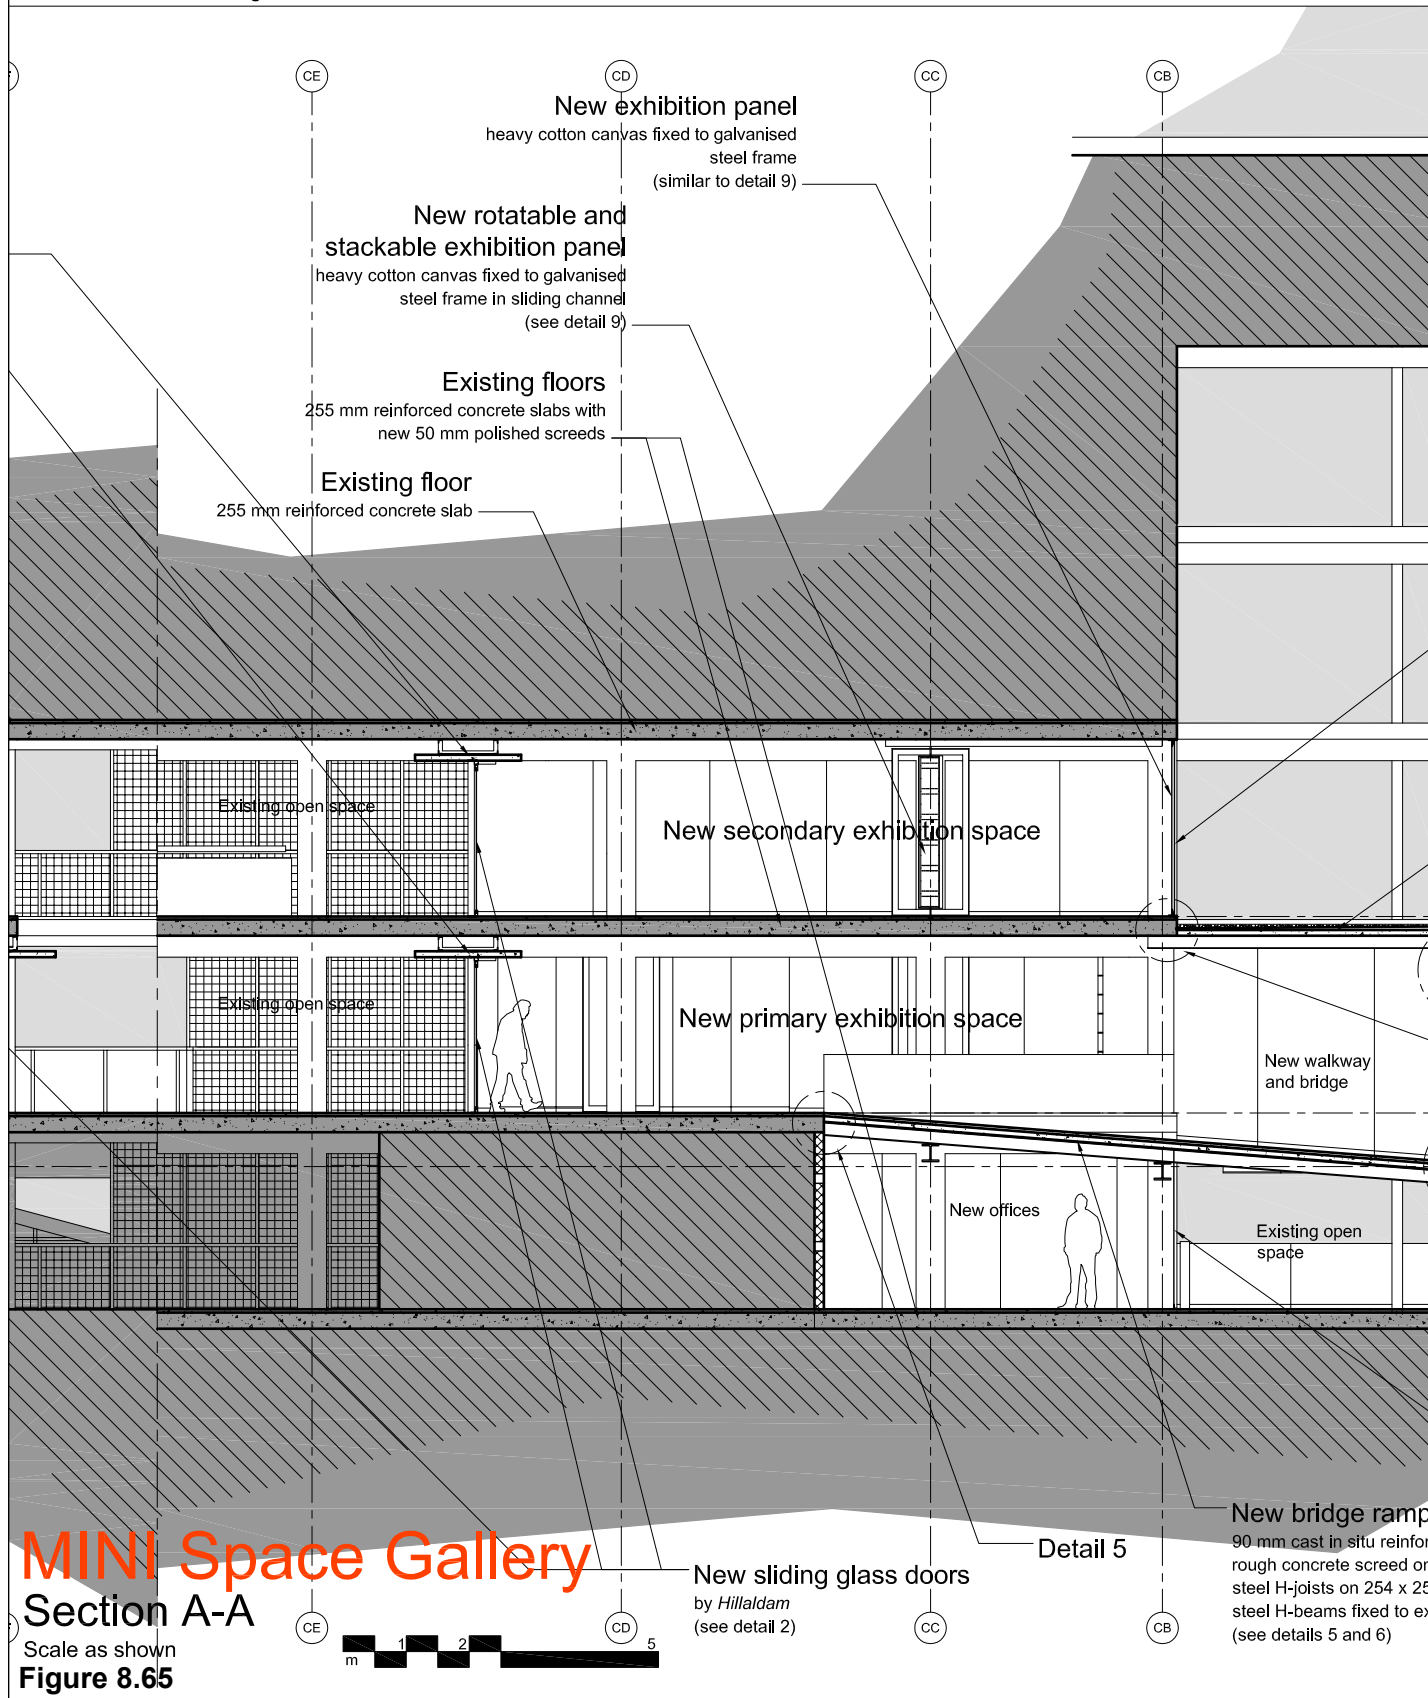 CE
CD
CC
CB
New exhibition panel
heavy cotton canvas fixed to galvanised
steel frame
(similar to detail 9)
New rotatable and
stackable exhibition panel
heavy cotton canvas fixed to galvanised
steel frame in sliding channel
(see detail 9)
Existing floors
255 mm reinforced concrete slabs with
new 50 mm polished screeds
Existing floor
255 mm reinforced concrete slab
Existing open space
New secondary exhibition space
Existing open space
New primary exhibition space
New walkway
and bridge
New offices
Existing open
space
New bridge ramp
90 mm cast in situ reinfor
rough concrete screed on
steel H-joists on 254 x 25
steel H-beams fixed to ex
(see details 5 and 6)
Detail 5
New sliding glass doors
by Hillaldam
(see detail 2)
MINI Space Gallery
Section A-A
Scale as shown
Figure 8.65
CE
CD
CC
CB
1 2 5
m